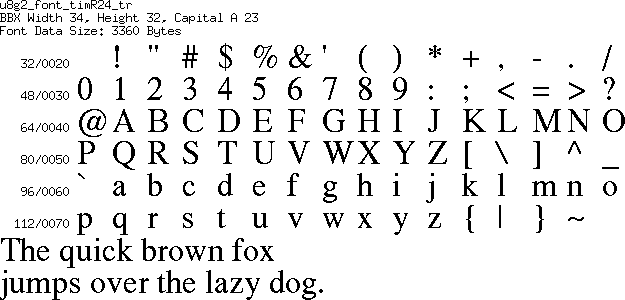 u8g2_font_timR24_tr
BBX Width 34, Height 32, Capital A 23
Font Data Size: 3360 Bytes
32/0020 ! " # $ % & ' ( ) * + , - . /
48/0030 0 1 2 3 4 5 6 7 8 9 : ; < = > ?
64/0040 @ A B C D E F G H I J K L M N O
80/0050 P Q R S T U V W X Y Z [ \ ] ^ _
96/0060 ` a b c d e f g h i j k l m n o
112/0070 p q r s t u v w x y z { | } ~
The quick brown fox
jumps over the lazy dog.